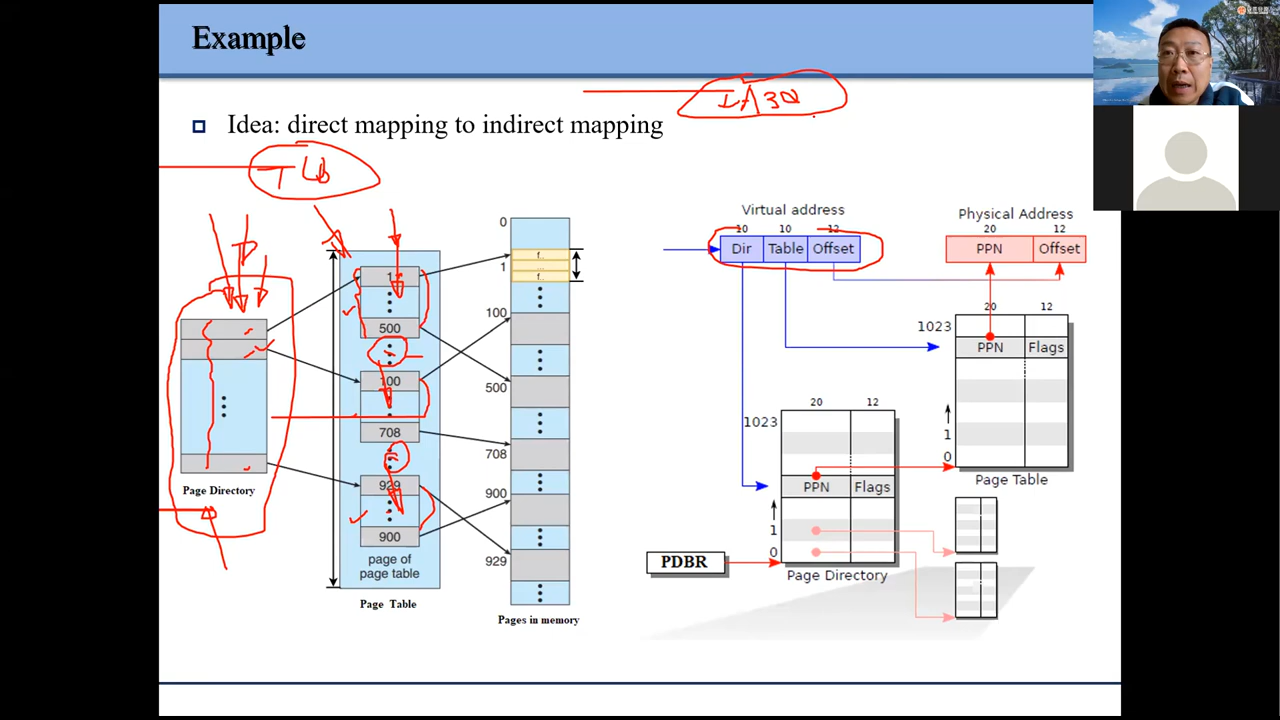 Example
Idea: direct mapping to indirect mapping
IA32
TLB
1
500
100
708
929
900
page of
page table
Page Directory
Page Table
0
f..
...
f..
1
100
500
708
900
929
Pages in memory
Virtual address
10 10 12
Dir Table Offset
Physical Address
20 12
PPN Offset
20 12
1023
PPN Flags
1
0
Page Table
20 12
1023
PPN Flags
1
0
Page Directory
PDBR